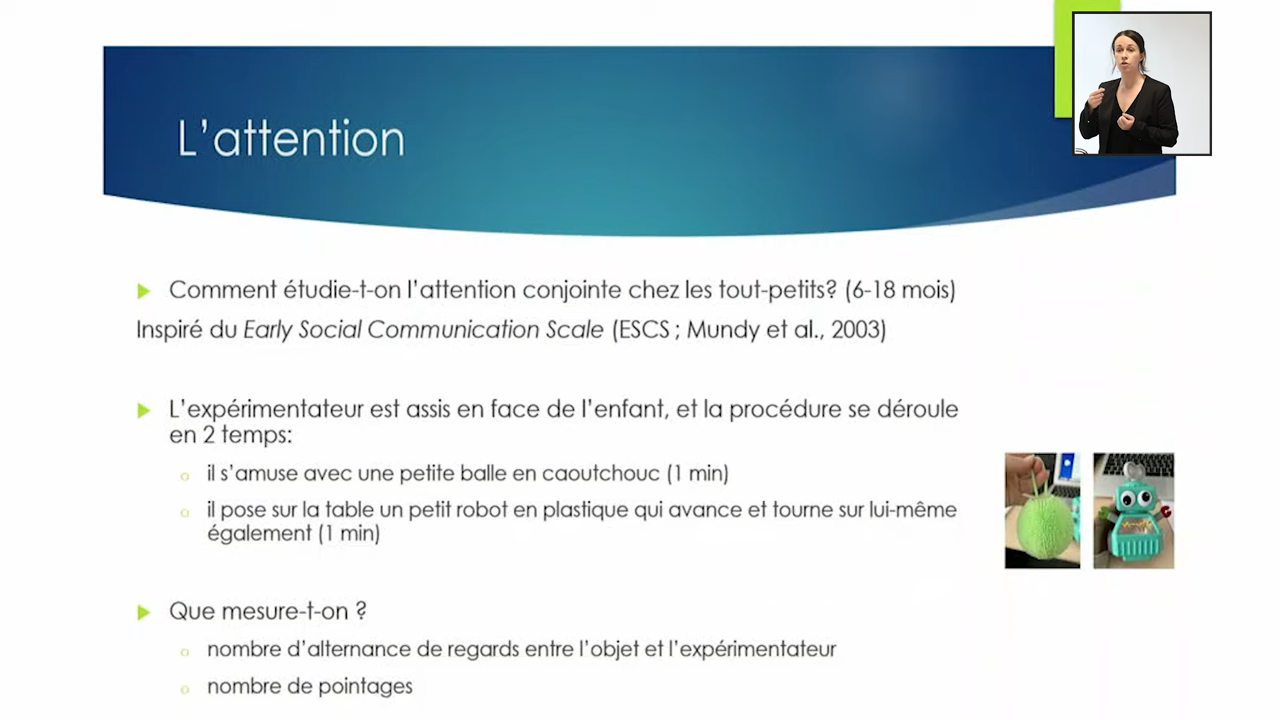 L'attention
Comment étudie-t-on l'attention conjointe chez les tout-petits? (6-18 mois)
Inspiré du Early Social Communication Scale (ESCS ; Mundy et al., 2003)
L'expérimentateur est assis en face de l'enfant, et la procédure se déroule
en 2 temps:
il s'amuse avec une petite balle en caoutchouc (1 min)
il pose sur la table un petit robot en plastique qui avance et tourne sur lui-même
également (1 min)
Que mesure-t-on ?
nombre d'alternance de regards entre l'objet et l'expérimentateur
nombre de pointages